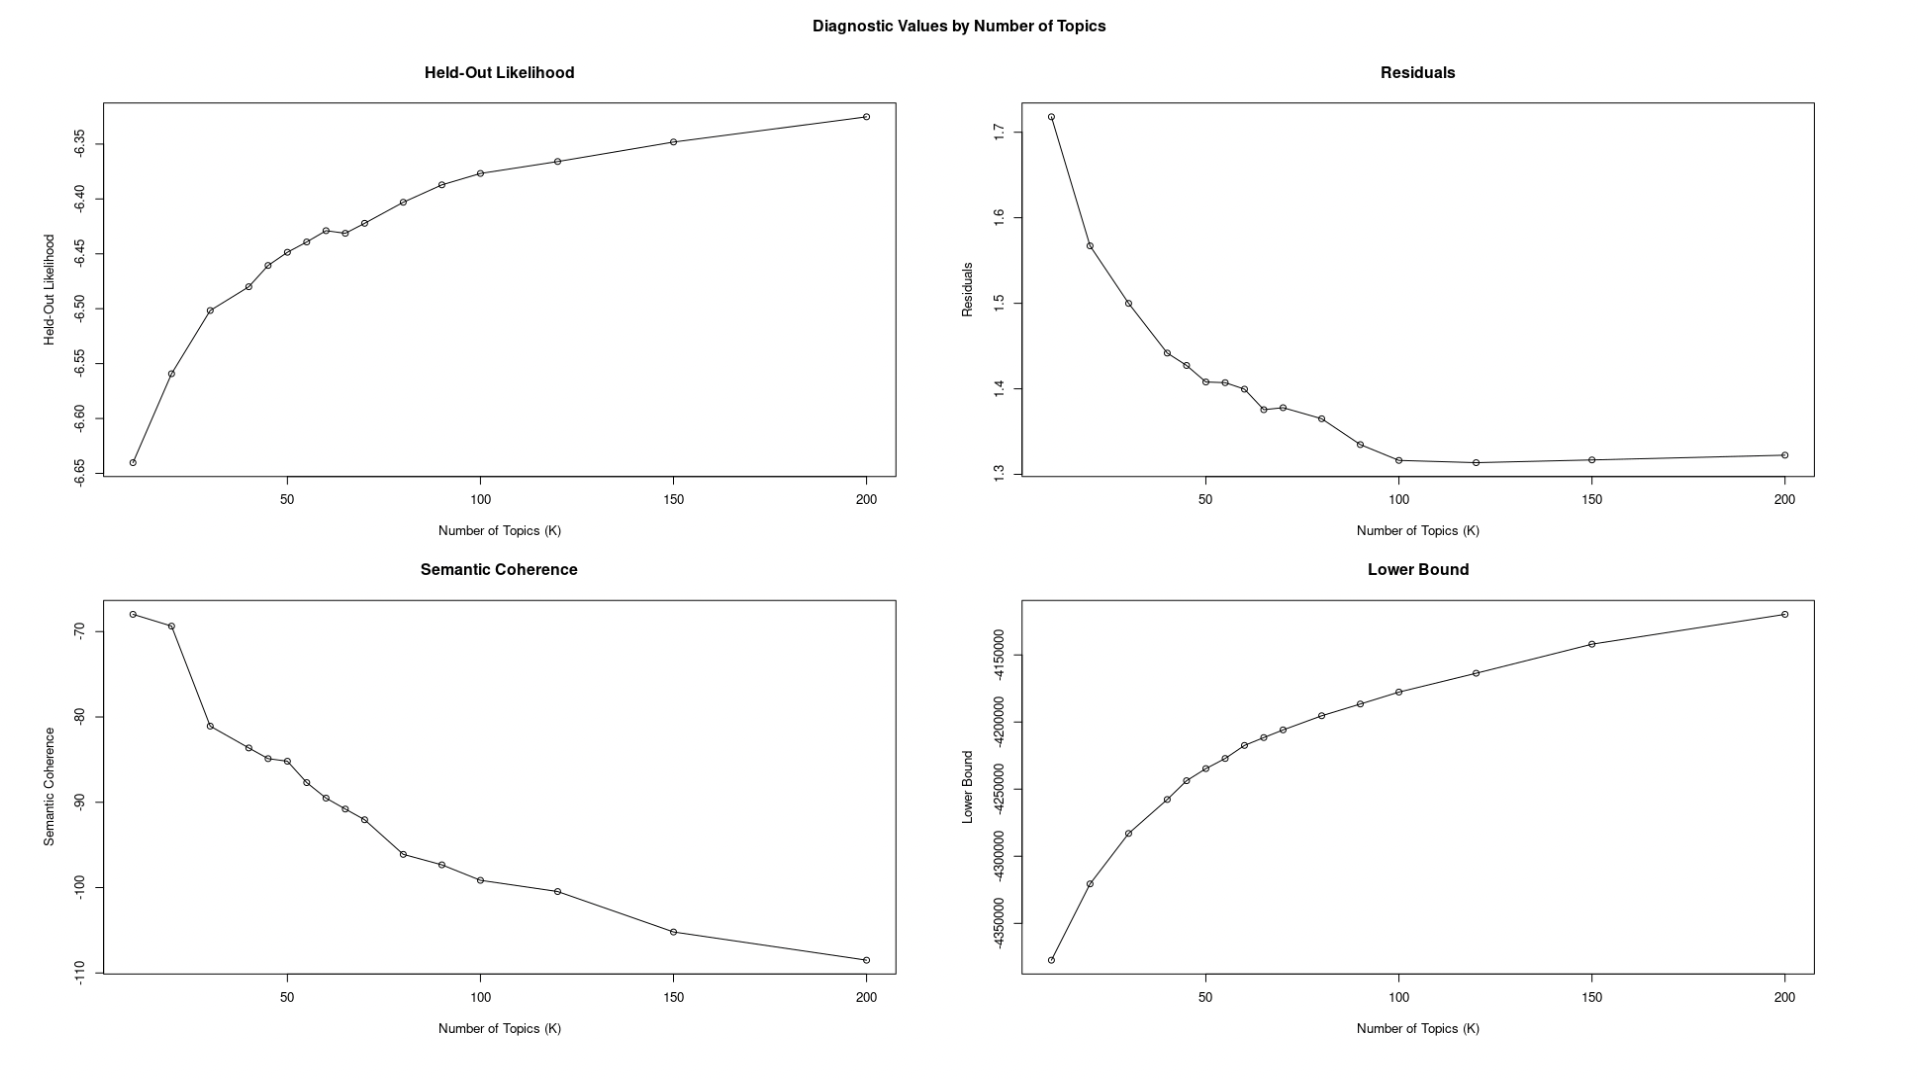 Diagnostic Values by Number of Topics
Held-Out Likelihood
Held-Out Likelihood
-6.35
-6.40
-6.45
-6.50
-6.55
-6.60
-6.65
50 100 150 200
Number of Topics (K)
Residuals
Residuals
1.7
1.6
1.5
1.4
1.3
50 100 150 200
Number of Topics (K)
Semantic Coherence
Semantic Coherence
-70
-80
-90
-100
-110
50 100 150 200
Number of Topics (K)
Lower Bound
Lower Bound
-4150000
-4200000
-4250000
-4300000
-4350000
50 100 150 200
Number of Topics (K)